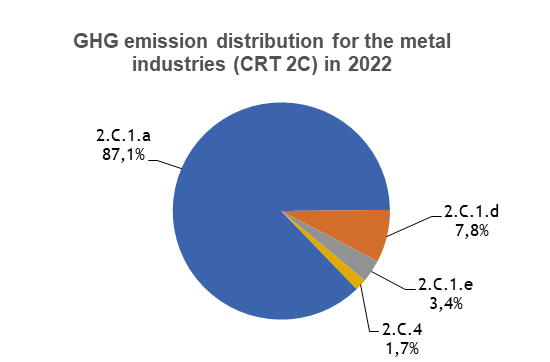 GHG emission distribution for the metal
industries (CRT 2C) in 2022
2.C.1.a
87,1%
2.C.1.d
7,8%
2.C.1.e
3,4%
2.C.4
1,7%